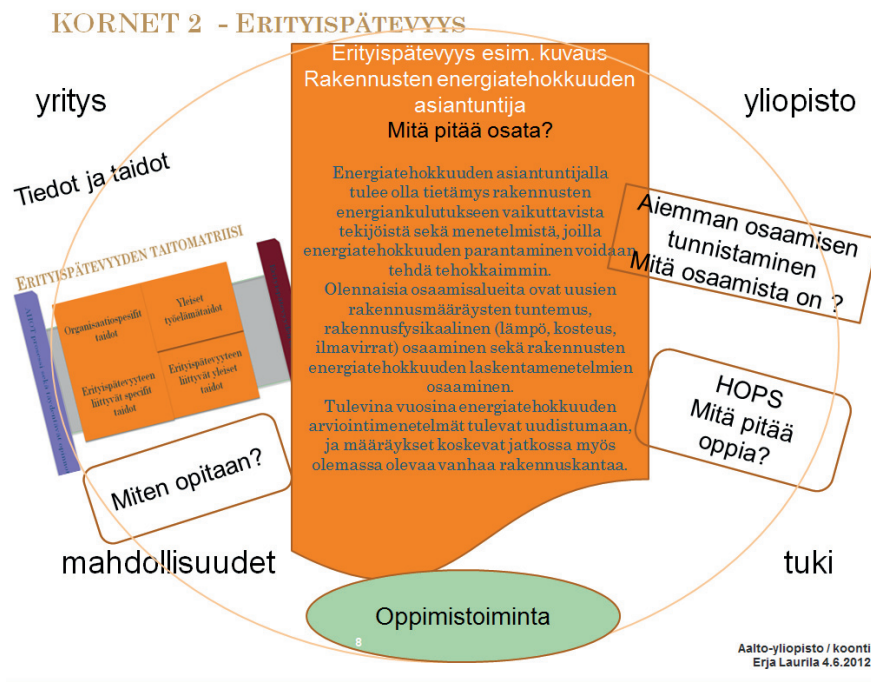 KORNET 2 - ERITYISPÄTEVYYS
yritys
yliopisto
Erityispätevyys esim. kuvaus
Rakennusten energiatehokkuuden
asiantuntija
Mitä pitää osata?
Energiatehokkuuden asiantuntijalla
tulee olla tietämys rakennusten
energiankulutukseen vaikuttavista
tekijöistä sekä menetelmistä, joilla
energiatehokkuuden parantaminen voidaan
tehdä tehokkaimmin.
Olennaisia osaamisalueita ovat uusien
rakennusmääräysten tuntemus,
rakennusfysikaalinen (lämpö, kosteus,
ilmavirrat) osaaminen sekä rakennusten
energiatehokkuuden laskentamenetelmien
osaaminen.
Tulevina vuosina energiatehokkuuden
arviointimenetelmät tulevat uudistumaan,
ja määräykset koskevat jatkossa myös
olemassa olevaa vanhaa rakennuskantaa.
Tiedot ja taidot
ERITYISPÄTEVYYDEN TAITOMATRIISI
Organisaatiospesifit
taidot
Yleiset
työelämätaidot
Erityispätevyyteen
liittyvät specifit
taidot
Erityispätevyyteen
liittyvät yleiset
taidot
Miten opitaan?
Aiemman osaamisen
tunnistaminen
Mitä osaamista on ?
HOPS
Mitä pitää
oppia?
mahdollisuudet
tuki
Oppimistoiminta
8
Aalto-yliopisto / koonti
Erja Laurila 4.6.2012